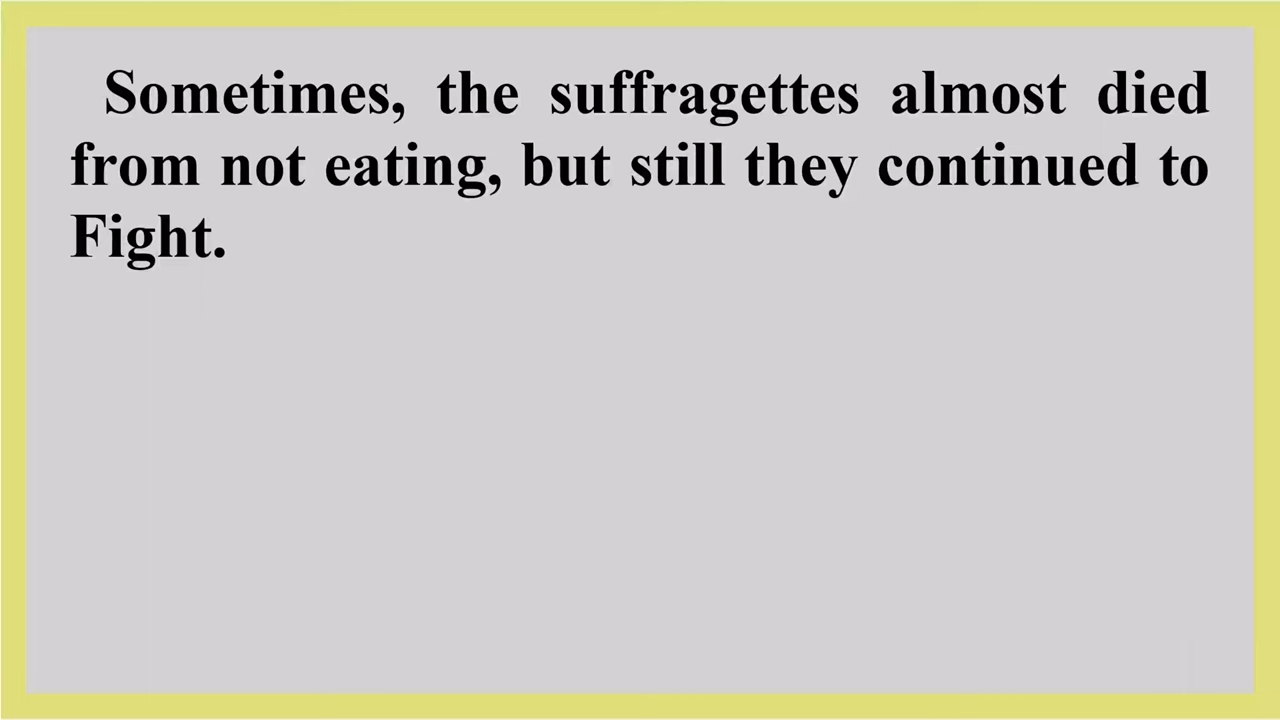 Sometimes, the suffragettes almost died
from not eating, but still they continued to
Fight.